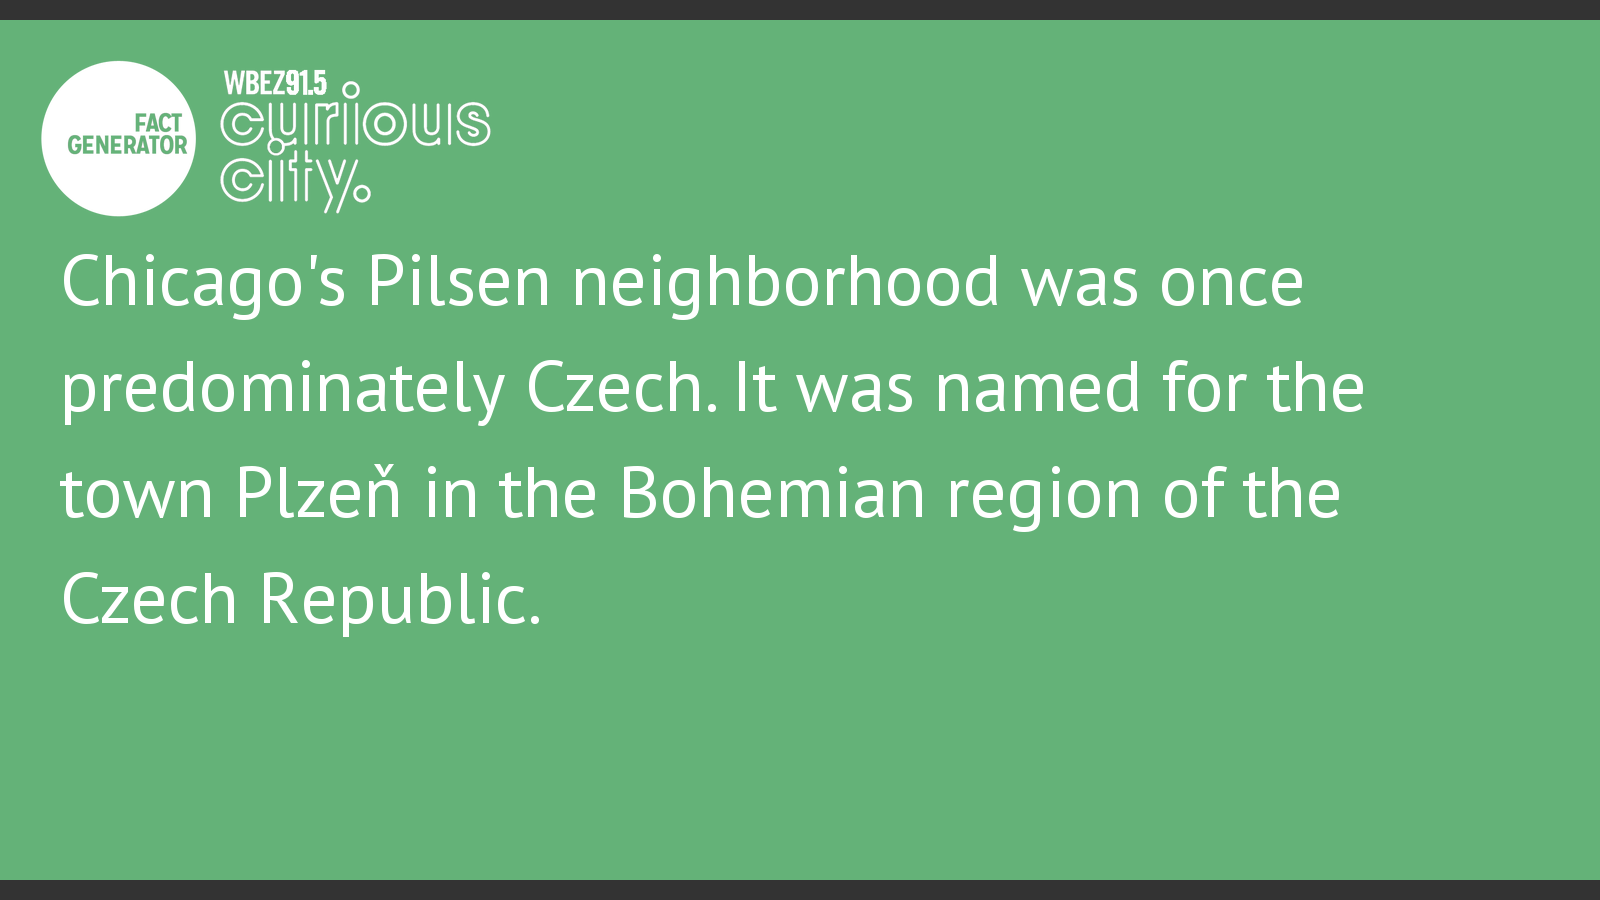 FACT
GENERATOR
WBEZ91.5
curious
city.
Chicago's Pilsen neighborhood was once
predominately Czech. It was named for the
town Plzeň in the Bohemian region of the
Czech Republic.